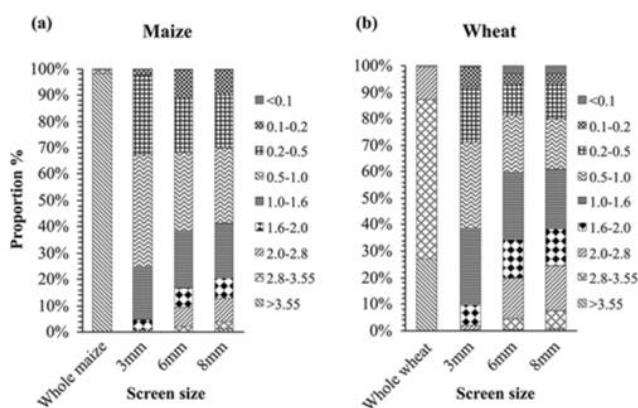 (a)
Maize
100%
90%
80%
70%
60%
50%
40%
30%
20%
10%
0%
Proportion %
Whole maize
3mm
6mm
8mm
Screen size
<0.1
0.1-0.2
0.2-0.5
0.5-1.0
1.0-1.6
1.6-2.0
2.0-2.8
2.8-3.55
>3.55
(b)
Wheat
100%
90%
80%
70%
60%
50%
40%
30%
20%
10%
0%
Whole wheat
3mm
6mm
8mm
Screen size
<0.1
0.1-0.2
0.2-0.5
0.5-1.0
1.0-1.6
1.6-2.0
2.0-2.8
2.8-3.55
>3.55